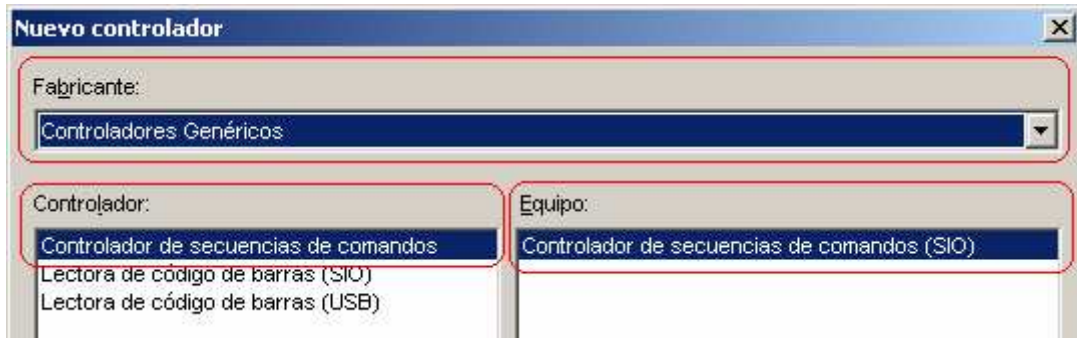 Nuevo controlador
Fabricante:
Controladores Genéricos
Controlador:
Equipo:
Controlador de secuencias de comandos
Controlador de secuencias de comandos (SIO)
Lectora de código de barras (SIO)
Lectora de código de barras (USB)